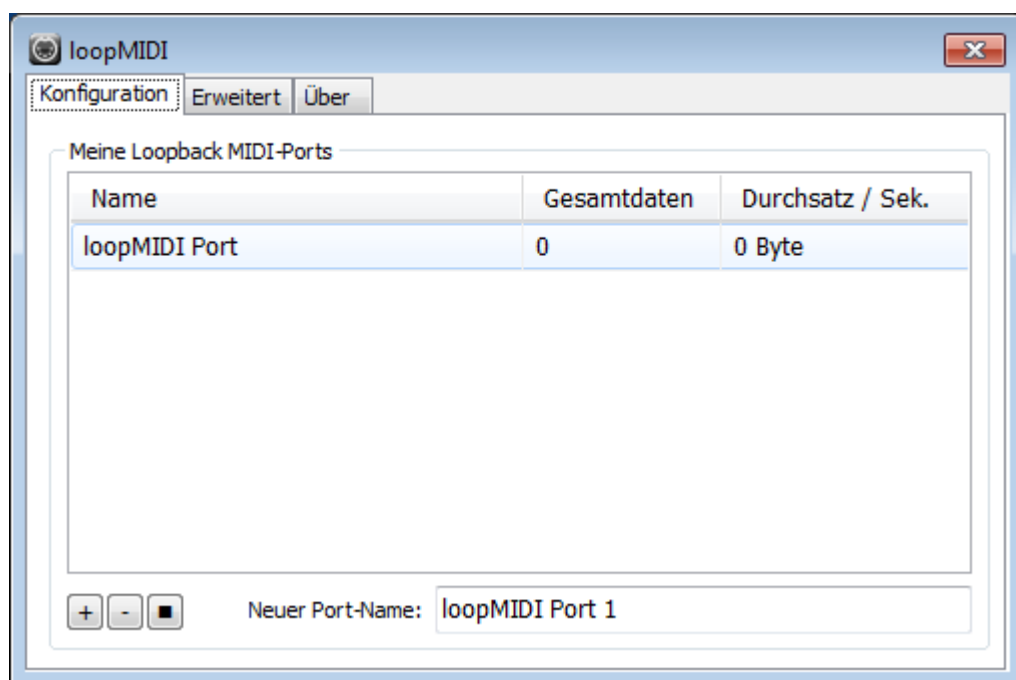 loopMIDI
Konfiguration Erweitert Über
Meine Loopback MIDI-Ports
Name Gesamtdaten Durchsatz / Sek.
loopMIDI Port 0 0 Byte
+ - ■ Neuer Port-Name: loopMIDI Port 1